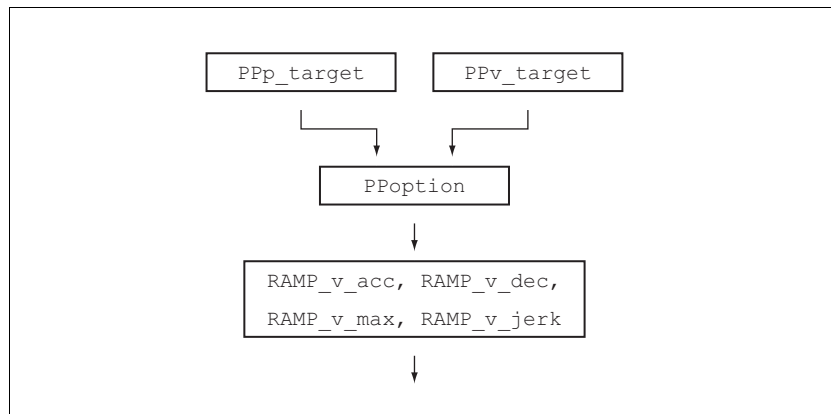 PPp_target
PPv_target
PPoption
RAMP_v_acc, RAMP_v_dec,
RAMP_v_max, RAMP_v_jerk